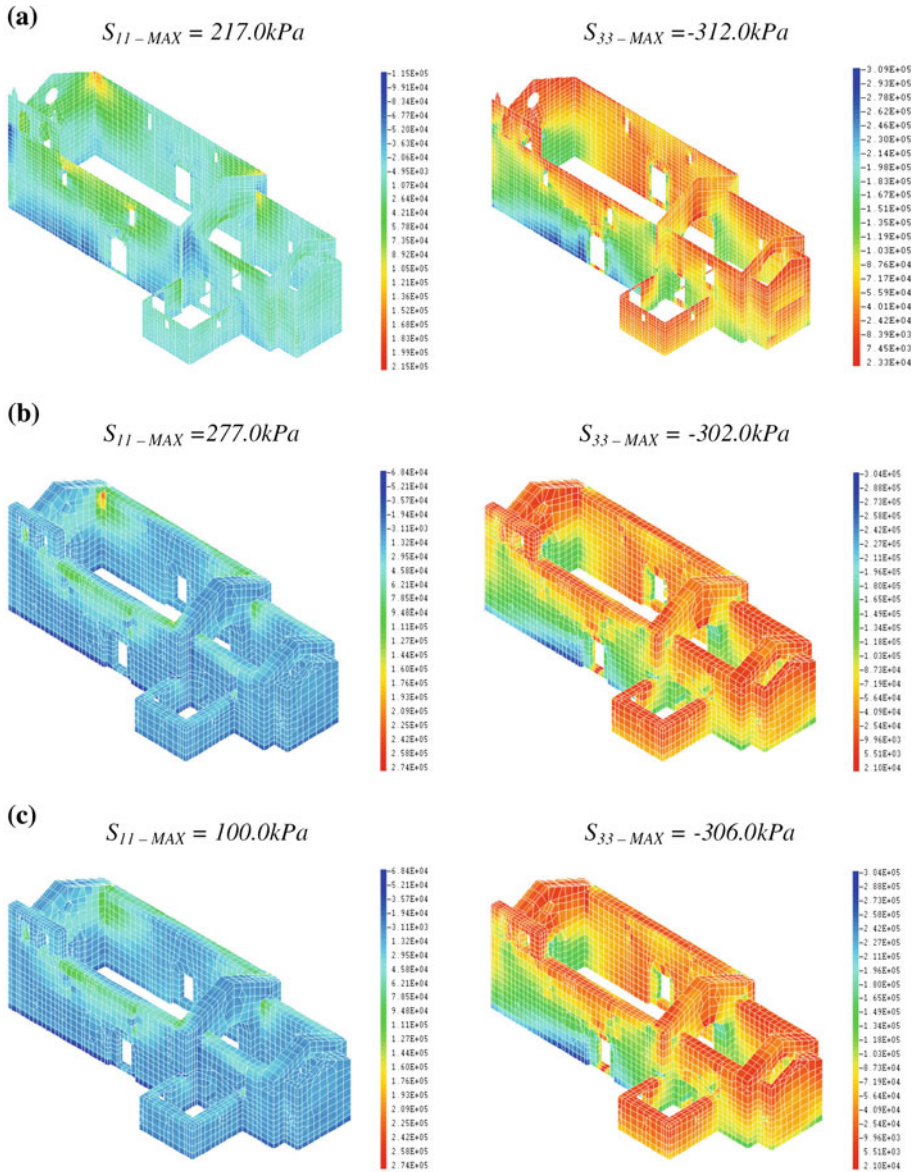 (a)
S11–MAX = 217.0kPa
S33–MAX =-312.0kPa
-1.15E+05
-9.91E+04
-8.34E+04
-6.77E+04
-5.20E+04
-3.63E+04
-2.06E+04
-4.95E+03
1.07E+04
2.64E+04
4.21E+04
5.78E+04
7.35E+04
8.92E+04
1.05E+05
1.21E+05
1.36E+05
1.52E+05
1.68E+05
1.83E+05
1.99E+05
2.15E+05
-3.09E+05
-2.93E+05
-2.78E+05
-2.62E+05
-2.46E+05
-2.30E+05
-2.14E+05
-1.98E+05
-1.83E+05
-1.67E+05
-1.51E+05
-1.35E+05
-1.19E+05
-1.03E+05
-8.76E+04
-7.17E+04
-5.59E+04
-4.01E+04
-2.42E+04
-8.39E+03
7.45E+03
2.33E+04
(b)
S11–MAX =277.0kPa
S33–MAX = -302.0kPa
-6.84E+04
-5.21E+04
-3.57E+04
-1.94E+04
-3.11E+03
1.32E+04
2.95E+04
4.58E+04
6.21E+04
7.85E+04
9.48E+04
1.11E+05
1.27E+05
1.44E+05
1.60E+05
1.76E+05
1.93E+05
2.09E+05
2.25E+05
2.42E+05
2.58E+05
2.74E+05
-3.04E+05
-2.88E+05
-2.73E+05
-2.58E+05
-2.42E+05
-2.27E+05
-2.11E+05
-1.96E+05
-1.80E+05
-1.65E+05
-1.49E+05
-1.34E+05
-1.18E+05
-1.03E+05
-8.73E+04
-7.19E+04
-5.64E+04
-4.09E+04
-2.54E+04
-9.96E+03
5.51E+03
2.10E+04
(c)
S11–MAX = 100.0kPa
S33–MAX = -306.0kPa
-6.84E+04
-5.21E+04
-3.57E+04
-1.94E+04
-3.11E+03
1.32E+04
2.95E+04
4.58E+04
6.21E+04
7.85E+04
9.48E+04
1.11E+05
1.27E+05
1.44E+05
1.60E+05
1.76E+05
1.93E+05
2.09E+05
2.25E+05
2.42E+05
2.58E+05
2.74E+05
-3.04E+05
-2.88E+05
-2.73E+05
-2.58E+05
-2.42E+05
-2.27E+05
-2.11E+05
-1.96E+05
-1.80E+05
-1.65E+05
-1.49E+05
-1.34E+05
-1.18E+05
-1.03E+05
-8.73E+04
-7.19E+04
-5.64E+04
-4.09E+04
-2.54E+04
-9.96E+03
5.51E+03
2.10E+04